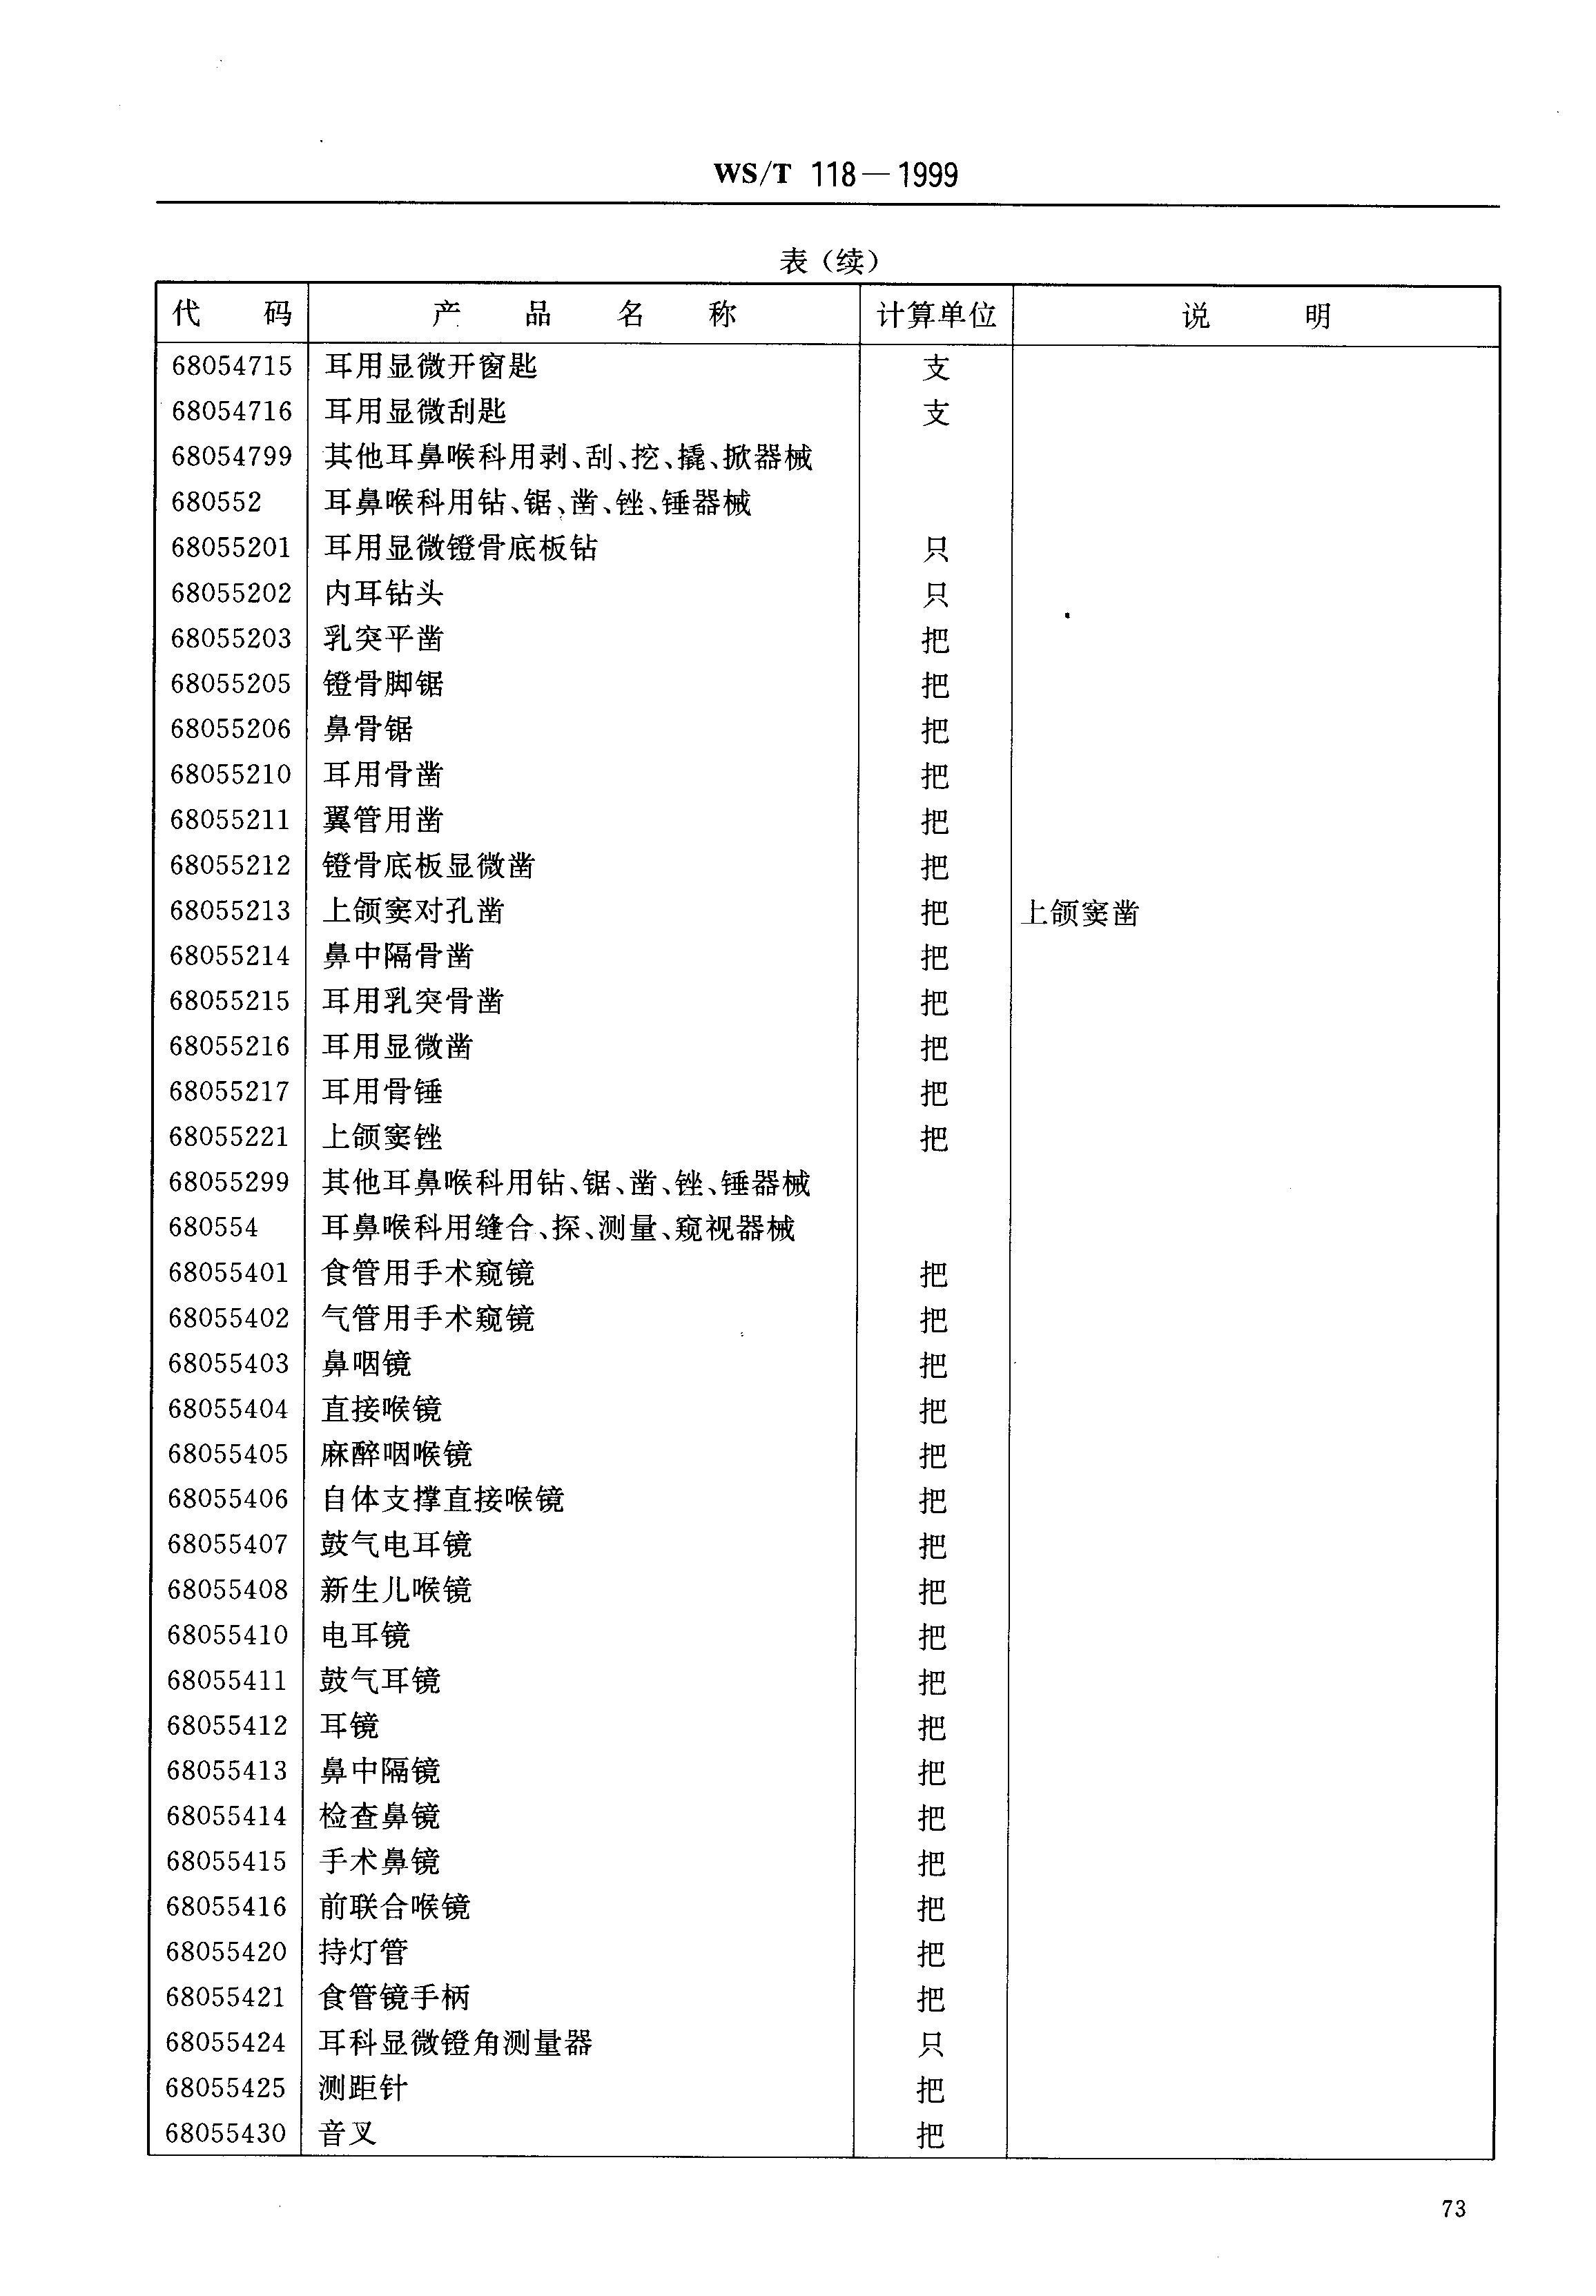 WS/T 118—1999
表（续）
代 码 产 品 名 称 计算单位 说 明
68054715 耳用显微开窗匙 支
68054716 耳用显微刮匙 支
68054799 其他耳鼻喉科用剥、刮、挖、撬、掀器械
680552 耳鼻喉科用钻、锯、凿、锉、锤器械
68055201 耳用显微镫骨底板钻 只
68055202 内耳钻头 只
68055203 乳突平凿 把
68055205 镫骨脚锯 把
68055206 鼻骨锯 把
68055210 耳用骨凿 把
68055211 翼管用凿 把
68055212 镫骨底板显微凿 把
68055213 上颌窦对孔凿 把 上颌窦凿
68055214 鼻中隔骨凿 把
68055215 耳用乳突骨凿 把
68055216 耳用显微凿 把
68055217 耳用骨锤 把
68055221 上颌窦锉 把
68055299 其他耳鼻喉科用钻、锯、凿、锉、锤器械
680554 耳鼻喉科用缝合、探、测量、窥视器械
68055401 食管用手术窥镜 把
68055402 气管用手术窥镜 把
68055403 鼻咽镜 把
68055404 直接喉镜 把
68055405 麻醉咽喉镜 把
68055406 自体支撑直接喉镜 把
68055407 鼓气电耳镜 把
68055408 新生儿喉镜 把
68055410 电耳镜 把
68055411 鼓气耳镜 把
68055412 耳镜 把
68055413 鼻中隔镜 把
68055414 检查鼻镜 把
68055415 手术鼻镜 把
68055416 前联合喉镜 把
68055420 持灯管 把
68055421 食管镜手柄 把
68055424 耳科显微镫角测量器 只
68055425 测距针 把
68055430 音叉 把
73